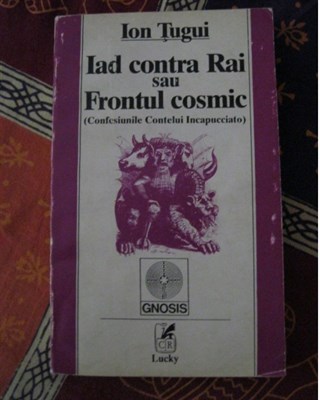 Ion Țugui
Iad contra Rai
sau
Frontul cosmic
(Confesiunile Contelui Incapucciato)
GNOSIS
CR
Lucky